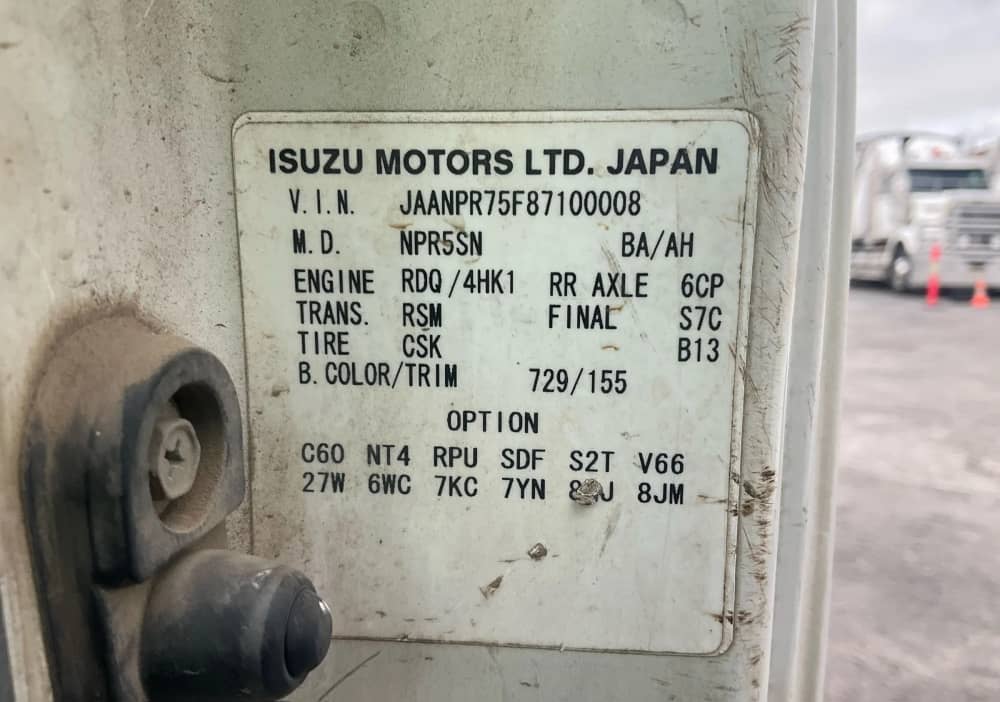 ISUZU MOTORS LTD. JAPAN
V.I.N. JAANPR75F87100008
M.D. NPR5SN BA/AH
ENGINE RDQ/4HK1 RR AXLE 6CP
TRANS. RSM FINAL S7C
TIRE CSK B13
B.COLOR/TRIM 729/155
OPTION
C60 NT4 RPU SDF S2T V66
27W 6WC 7KC 7YN 8JM